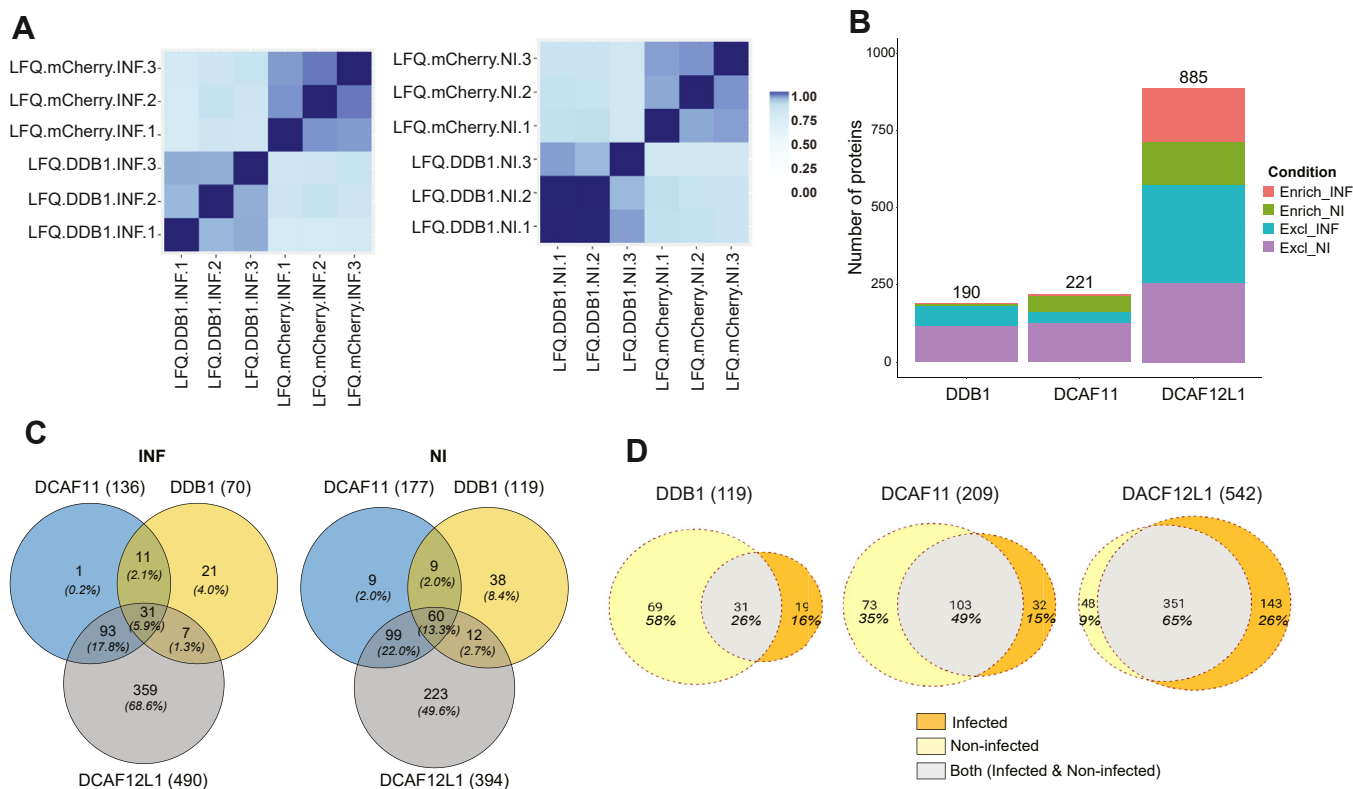 A
LFQ.mCherry.INF.3
LFQ.mCherry.INF.2
LFQ.mCherry.INF.1
LFQ.DDB1.INF.3
LFQ.DDB1.INF.2
LFQ.DDB1.INF.1
LFQ.DDB1.INF.1
LFQ.DDB1.INF.2
LFQ.DDB1.INF.3
LFQ.mCherry.INF.1
LFQ.mCherry.INF.2
LFQ.mCherry.INF.3
LFQ.mCherry.NI.3
LFQ.mCherry.NI.2
LFQ.mCherry.NI.1
LFQ.DDB1.NI.3
LFQ.DDB1.NI.2
LFQ.DDB1.NI.1
LFQ.DDB1.NI.1
LFQ.DDB1.NI.2
LFQ.DDB1.NI.3
LFQ.mCherry.NI.1
LFQ.mCherry.NI.2
LFQ.mCherry.NI.3
1.00
0.75
0.50
0.25
0.00
B
Number of proteins
1000
750
500
250
0
190
221
885
DDB1
DCAF11
DCAF12L1
Condition
Enrich_INF
Enrich_NI
Excl_INF
Excl_NI
C
INF
DCAF11 (136)
DDB1 (70)
1
(0.2%)
11
(2.1%)
21
(4.0%)
31
(5.9%)
93
(17.8%)
7
(1.3%)
359
(68.6%)
DCAF12L1 (490)
NI
DCAF11 (177)
DDB1 (119)
9
(2.0%)
9
(2.0%)
38
(8.4%)
60
(13.3%)
99
(22.0%)
12
(2.7%)
223
(49.6%)
DCAF12L1 (394)
D
DDB1 (119)
69
58%
31
26%
19
16%
DCAF11 (209)
73
35%
103
49%
32
15%
DACF12L1 (542)
48
9%
351
65%
143
26%
Infected
Non-infected
Both (Infected & Non-infected)